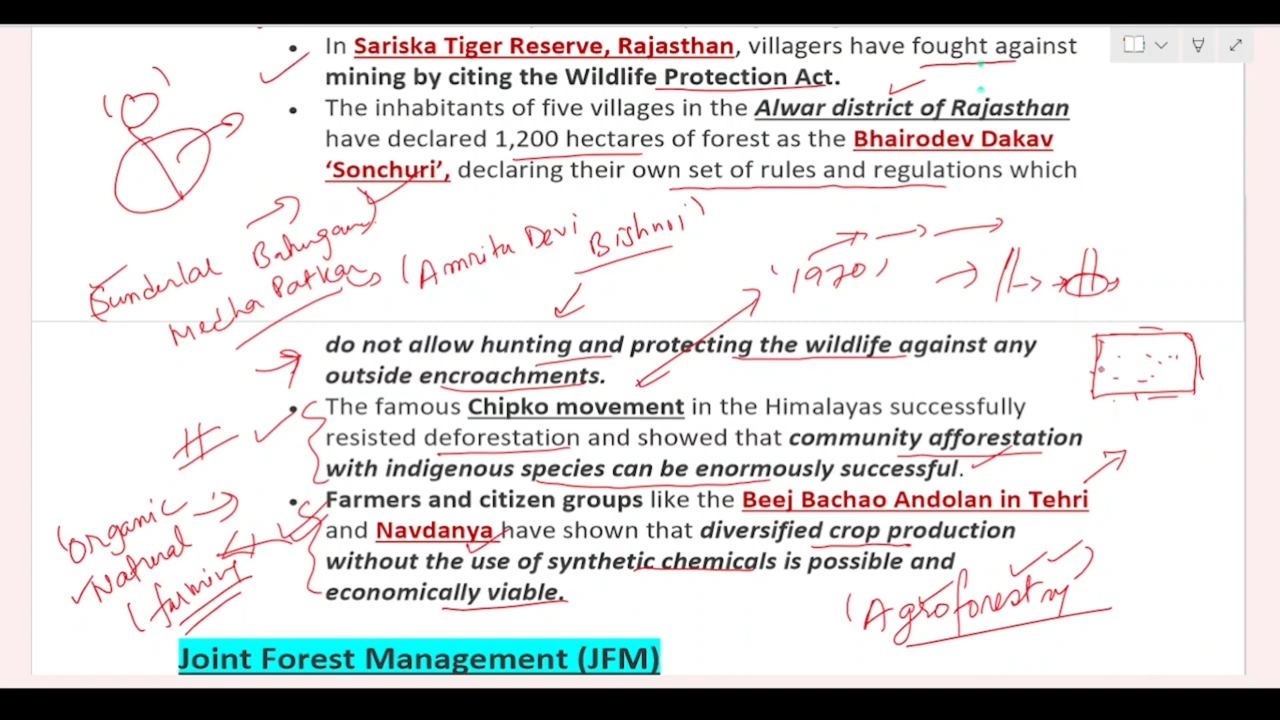 • In Sariska Tiger Reserve, Rajasthan, villagers have fought against
mining by citing the Wildlife Protection Act.
• The inhabitants of five villages in the Alwar district of Rajasthan
have declared 1,200 hectares of forest as the Bhairodev Dakav
‘Sonchuri’, declaring their own set of rules and regulations which
Sunderlal Bahuguna
Medha Patkar
(Amrita Devi Bishnoi)
'1970'
do not allow hunting and protecting the wildlife against any
outside encroachments.
• The famous Chipko movement in the Himalayas successfully
resisted deforestation and showed that community afforestation
with indigenous species can be enormously successful.
• Farmers and citizen groups like the Beej Bachao Andolan in Tehri
and Navdanya have shown that diversified crop production
without the use of synthetic chemicals is possible and
economically viable.
Organic
Natural
(farming
(Agroforestry)
Joint Forest Management (JFM)